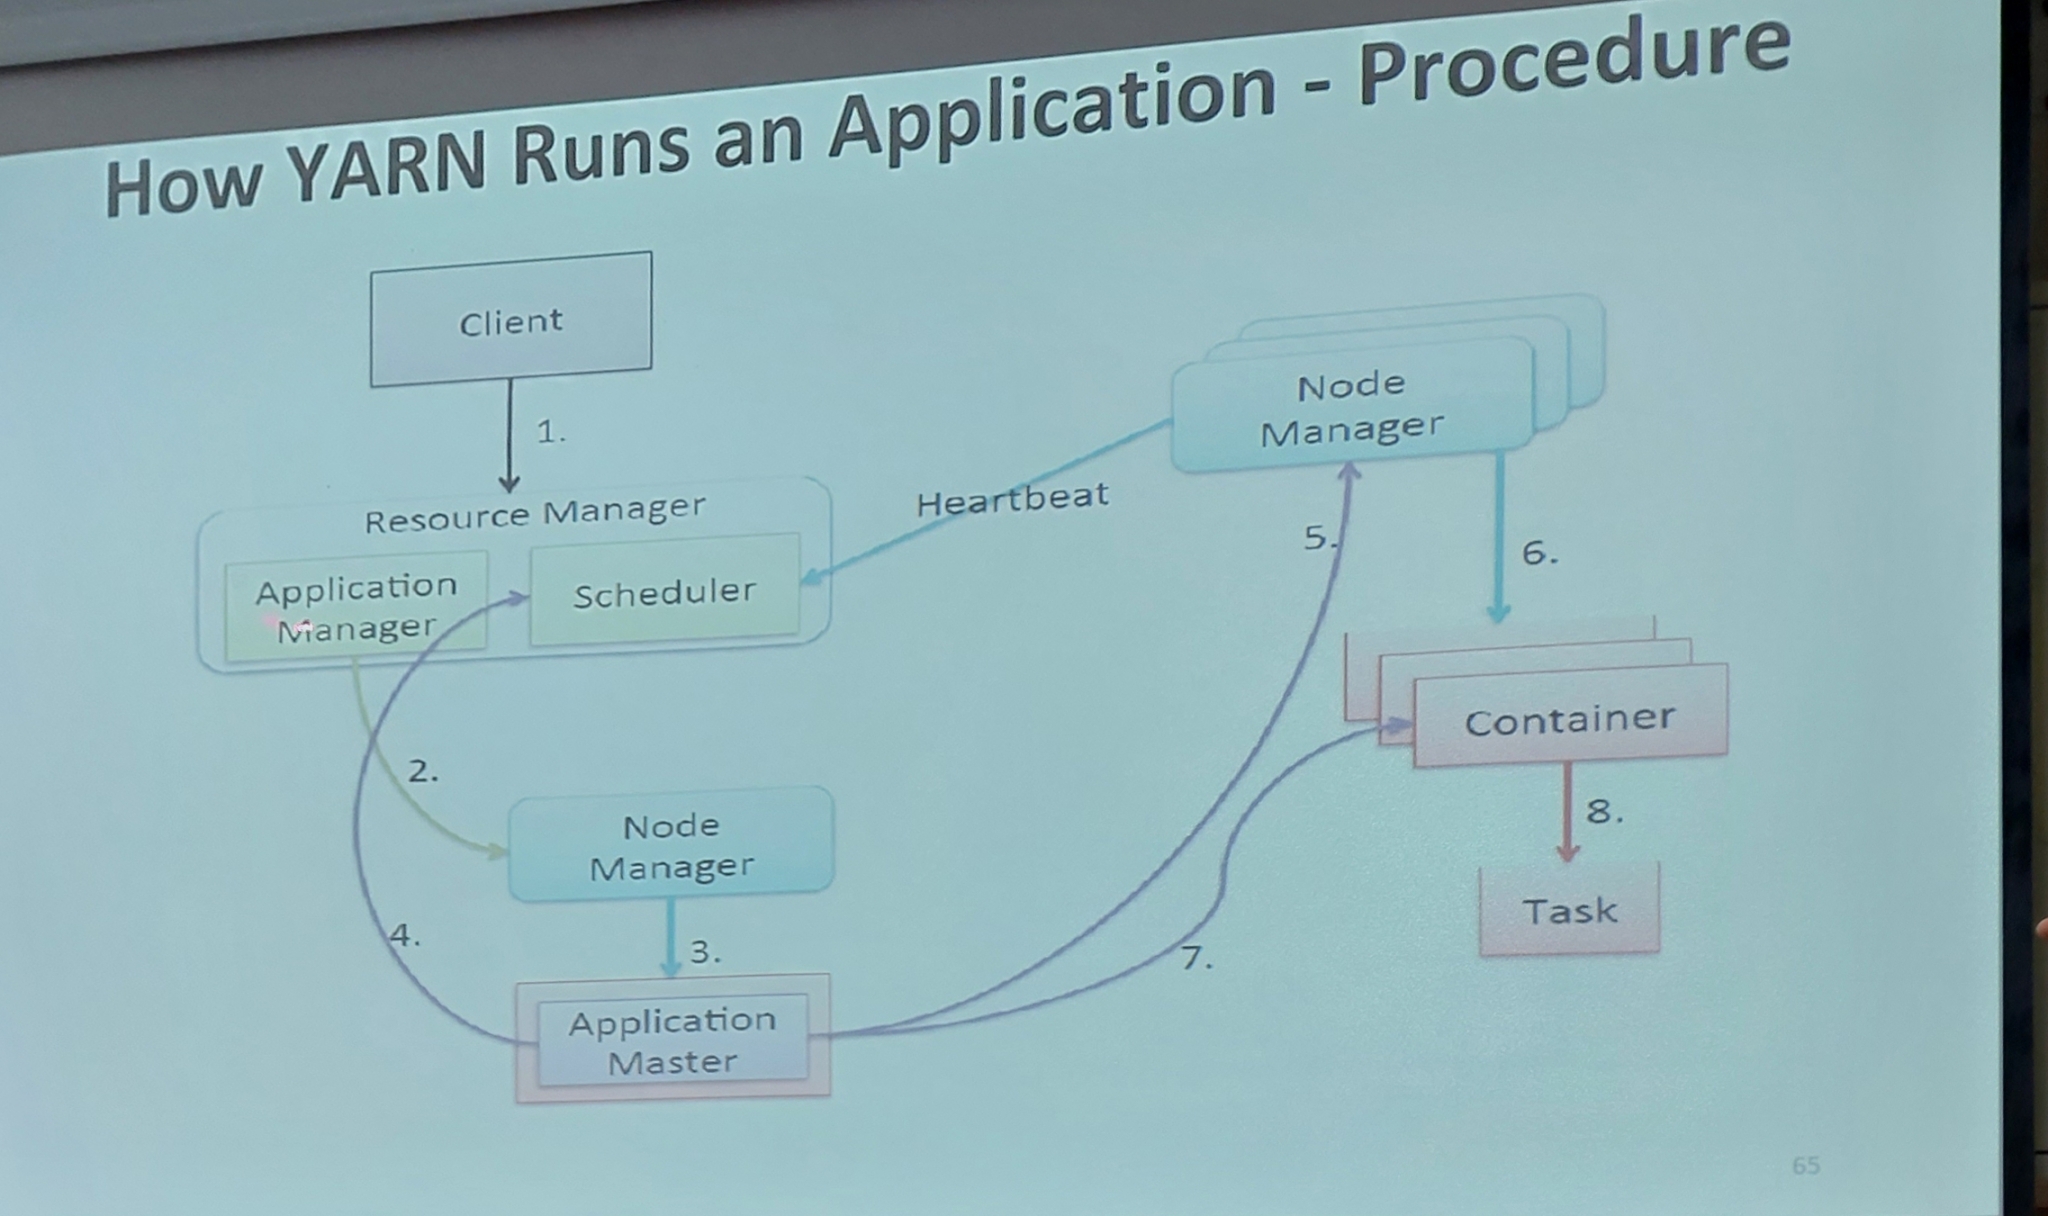 How YARN Runs an Application - Procedure
Client
1.
Resource Manager
Application
Manager
Scheduler
Heartbeat
Node
Manager
5.
6.
Container
8.
Task
2.
Node
Manager
3.
4.
Application
Master
7.
65